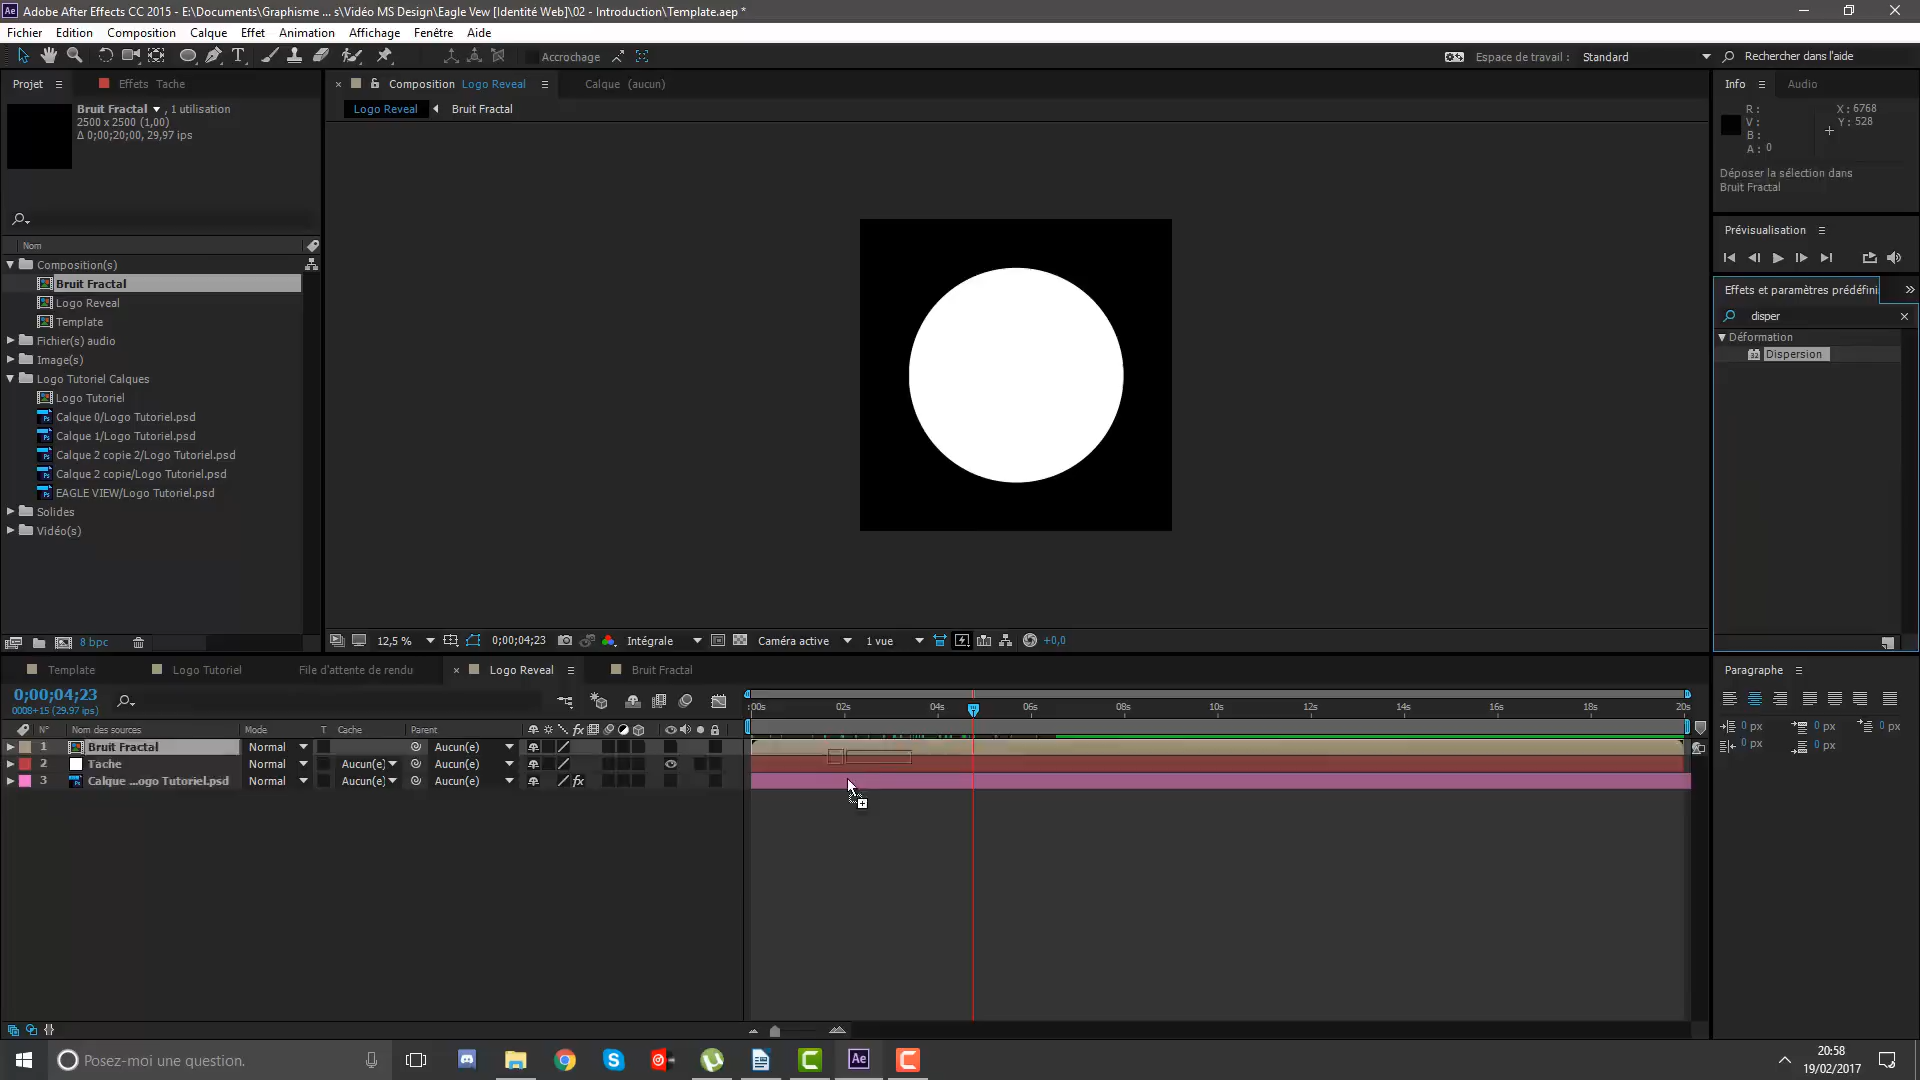 Adobe After Effects CC 2015 - E:\Documents\Graphisme ... s\Vidéo MS Design\Eagle Vew [Identité Web]\02 - Introduction\Template.aep *
Fichier Edition Composition Calque Effet Animation Affichage Fenêtre Aide
Accrochage
Espace de travail : Standard
Rechercher dans l'aide
Projet
Effets Tache
Composition Logo Reveal
Calque (aucun)
Info
Audio
Bruit Fractal , 1 utilisation
2500 x 2500 (1,00)
Δ 0;00;20;00, 29,97 ips
Logo Reveal
Bruit Fractal
R :
V :
B :
A : 0
X : 6768
Y : 528
Déposer la sélection dans
Bruit Fractal
Prévisualisation
Effets et paramètres prédéfini
disper
Déformation
Dispersion
Nom
Composition(s)
Bruit Fractal
Logo Reveal
Template
Fichier(s) audio
Image(s)
Logo Tutoriel Calques
Logo Tutoriel
Calque 0/Logo Tutoriel.psd
Calque 1/Logo Tutoriel.psd
Calque 2 copie 2/Logo Tutoriel.psd
Calque 2 copie/Logo Tutoriel.psd
EAGLE VIEW/Logo Tutoriel.psd
Solides
Vidéo(s)
8 bpc
12,5 %
0;00;04;23
Intégrale
Caméra active
1 vue
+0,0
Template
Logo Tutoriel
File d'attente de rendu
Logo Reveal
Bruit Fractal
Paragraphe
0;00;04;23
0008+15 (29.97 ips)
:00s 02s 04s 06s 08s 10s 12s 14s 16s 18s 20s
N° Nom des sources Mode T Cache Parent
1 Bruit Fractal Normal Aucun(e)
2 Tache Normal Aucun(e) Aucun(e)
3 Calque ...ogo Tutoriel.psd Normal Aucun(e) Aucun(e)
0 px 0 px 0 px
0 px 0 px
Posez-moi une question.
Ae
20:58
19/02/2017